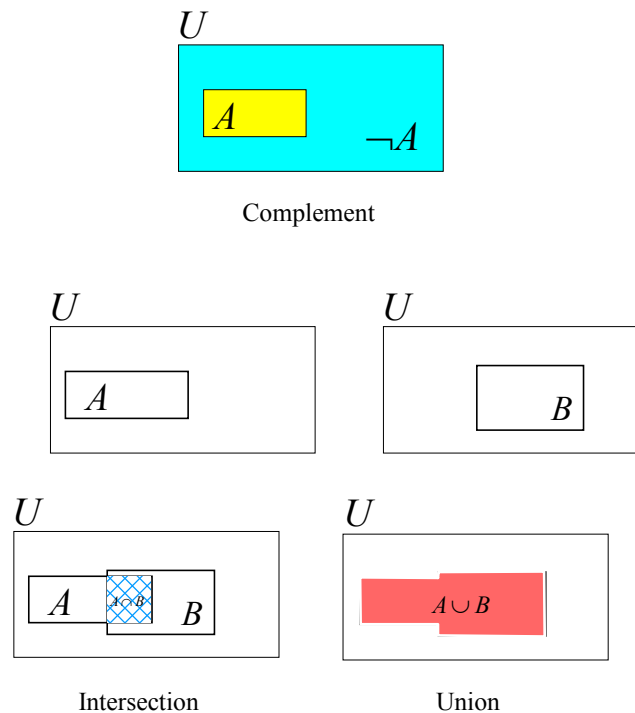 U
A
¬A
Complement
U
U
A
B
U
U
A
A∩B
B
A ∪ B
Intersection
Union